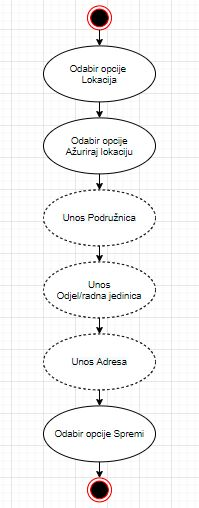 Odabir opcije
Lokacija
Odabir opcije
Ažuriraj lokaciju
Unos Podružnica
Unos
Odjel/radna jedinica
Unos Adresa
Odabir opcije Spremi